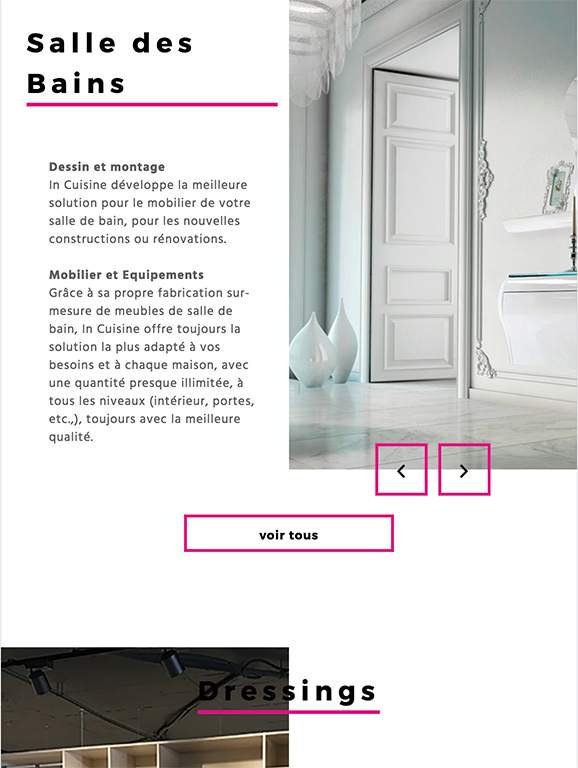 Salle des
Bains
Dessin et montage
In Cuisine développe la meilleure
solution pour le mobilier de votre
salle de bain, pour les nouvelles
constructions ou rénovations.
Mobilier et Equipements
Grâce à sa propre fabrication sur-
mesure de meubles de salle de
bain, In Cuisine offre toujours la
solution la plus adapté à vos
besoins et à chaque maison, avec
une quantité presque illimitée, à
tous les niveaux (intérieur, portes,
etc.,), toujours avec la meilleure
qualité.
voir tous
Dressings